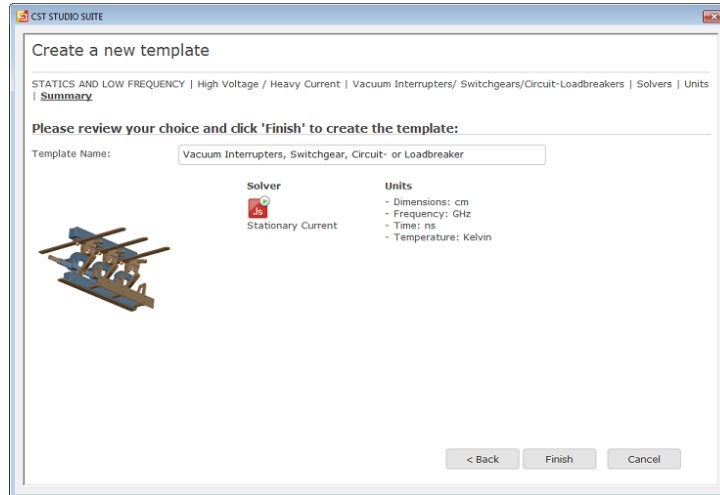 CST STUDIO SUITE
Create a new template
STATICS AND LOW FREQUENCY | High Voltage / Heavy Current | Vacuum Interrupters/ Switchgears/Circuit-Loadbreakers | Solvers | Units
| Summary
Please review your choice and click 'Finish' to create the template:
Template Name: Vacuum Interrupters, Switchgear, Circuit- or Loadbreaker
Solver
Js
Stationary Current
Units
- Dimensions: cm
- Frequency: GHz
- Time: ns
- Temperature: Kelvin
< Back Finish Cancel